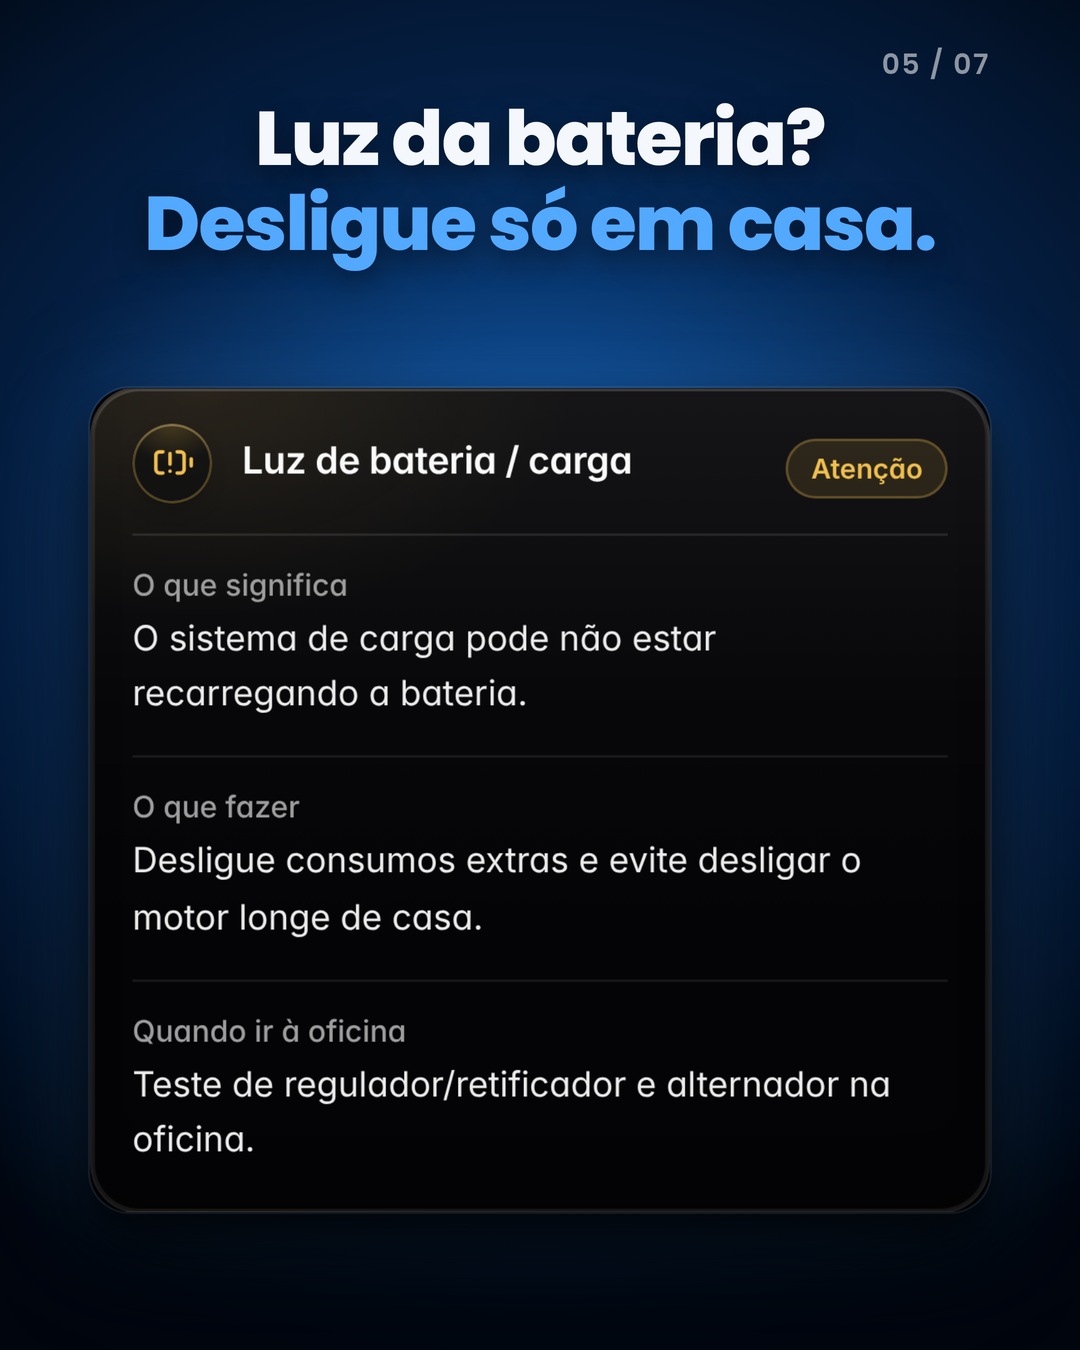 05 / 07
Luz da bateria?
Desligue só em casa.
Luz de bateria / carga
Atenção
O que significa
O sistema de carga pode não estar
recarregando a bateria.
O que fazer
Desligue consumos extras e evite desligar o
motor longe de casa.
Quando ir à oficina
Teste de regulador/retificador e alternador na
oficina.